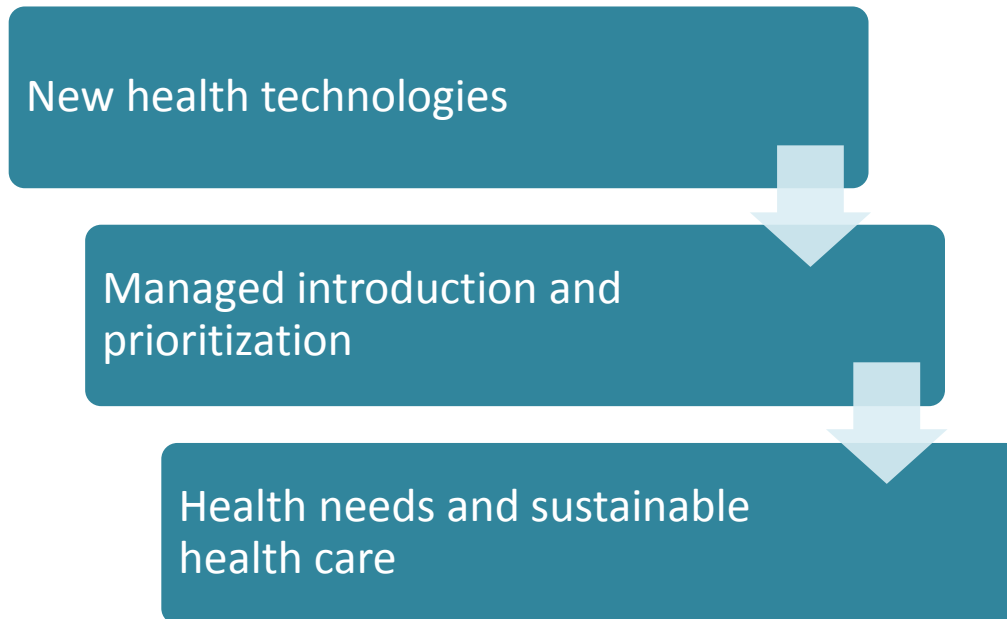 New health technologies
Managed introduction and
prioritization
Health needs and sustainable
health care